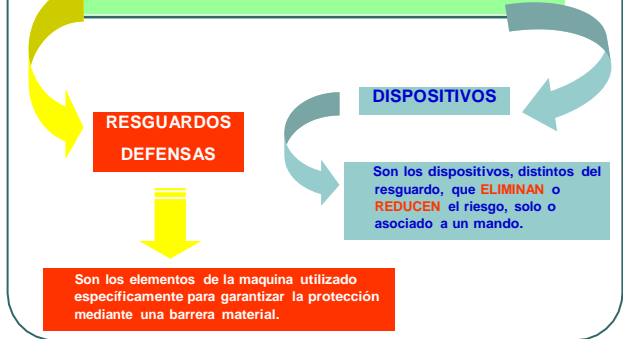 RESGUARDOS
DEFENSAS
DISPOSITIVOS
Son los dispositivos, distintos del
resguardo, que ELIMINAN o
REDUCEN el riesgo, solo o
asociado a un mando.
Son los elementos de la maquina utilizado
específicamente para garantizar la protección
mediante una barrera material.